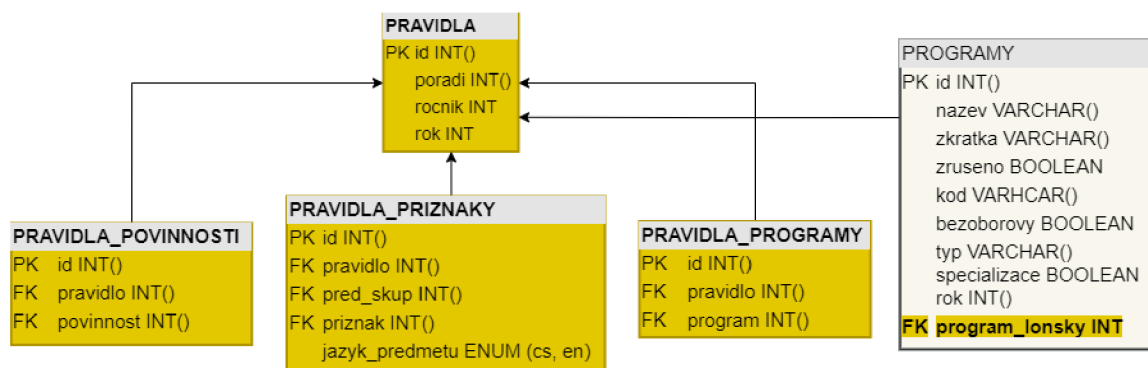 PRAVIDLA
PK id INT()
poradi INT()
rocnik INT
rok INT
PROGRAMY
PK id INT()
nazev VARCHAR()
zkratka VARCHAR()
zruseno BOOLEAN
kod VARHCAR()
bezoborovy BOOLEAN
typ VARCHAR()
specializace BOOLEAN
rok INT()
FK program_lonsky INT
PRAVIDLA_POVINNOSTI
PK id INT()
FK pravidlo INT()
FK povinnost INT()
PRAVIDLA_PRIZNAKY
PK id INT()
FK pravidlo INT()
FK pred_skup INT()
FK priznak INT()
jazyk_predmetu ENUM (cs, en)
PRAVIDLA_PROGRAMY
PK id INT()
FK pravidlo INT()
FK program INT()